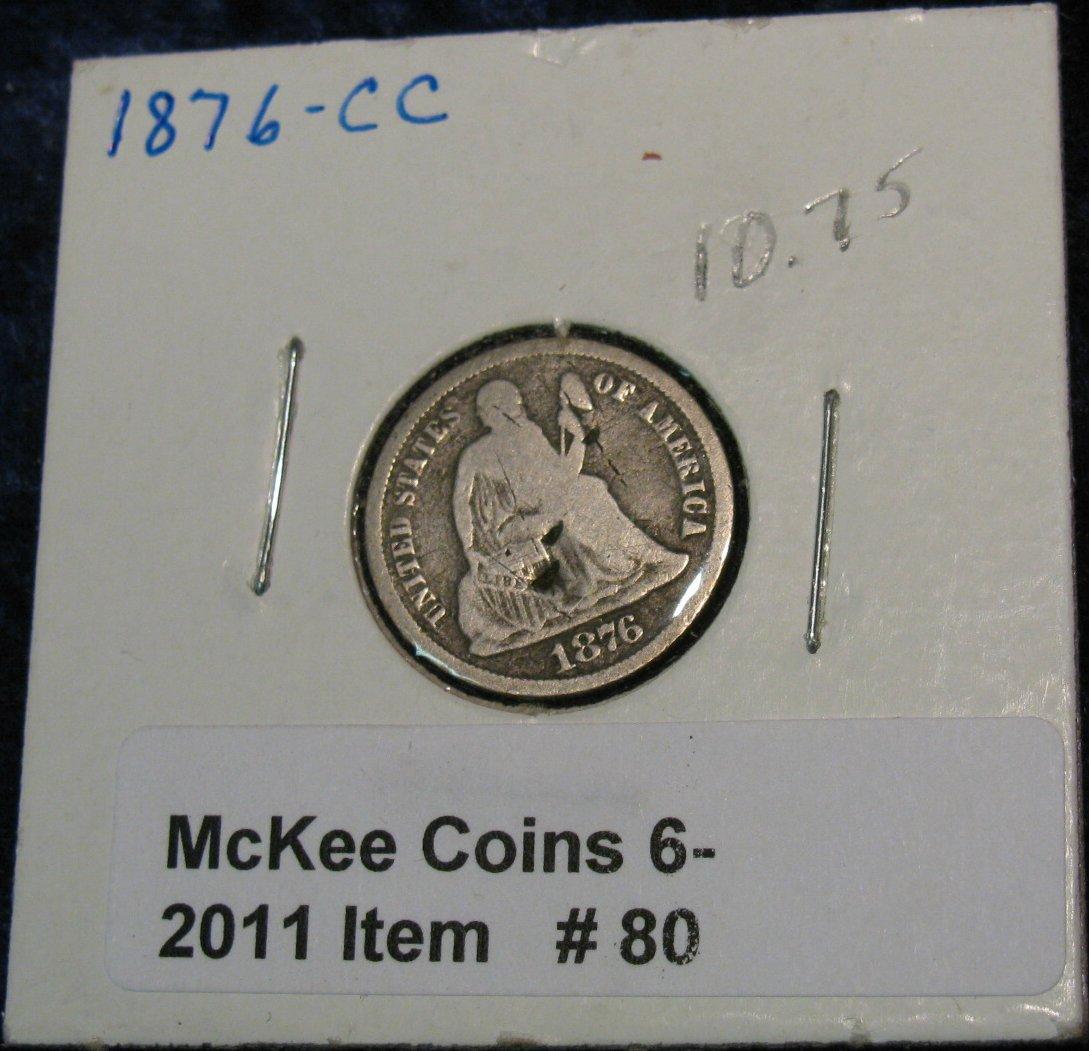 1876-CC
10.75
UNITED STATES OF AMERICA
1876
McKee Coins 6-
2011 Item # 80